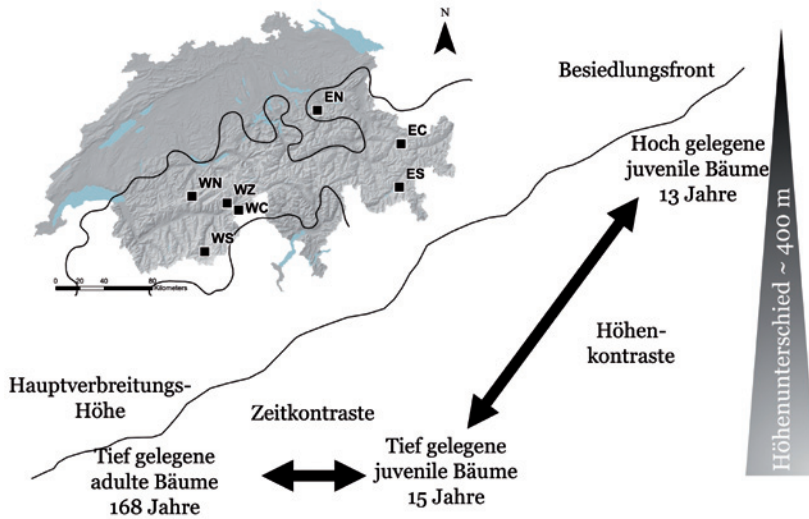 N
EN
EC
ES
WN
WZ
WC
WS
0 20 40 80
Kilometers
Besiedlungsfront
Hoch gelegene
juvenile Bäume
13 Jahre
Höhenunterschied ~ 400 m
Höhen-
kontraste
Hauptverbreitungs-
Höhe
Zeitkontraste
Tief gelegene
adulte Bäume
168 Jahre
Tief gelegene
juvenile Bäume
15 Jahre